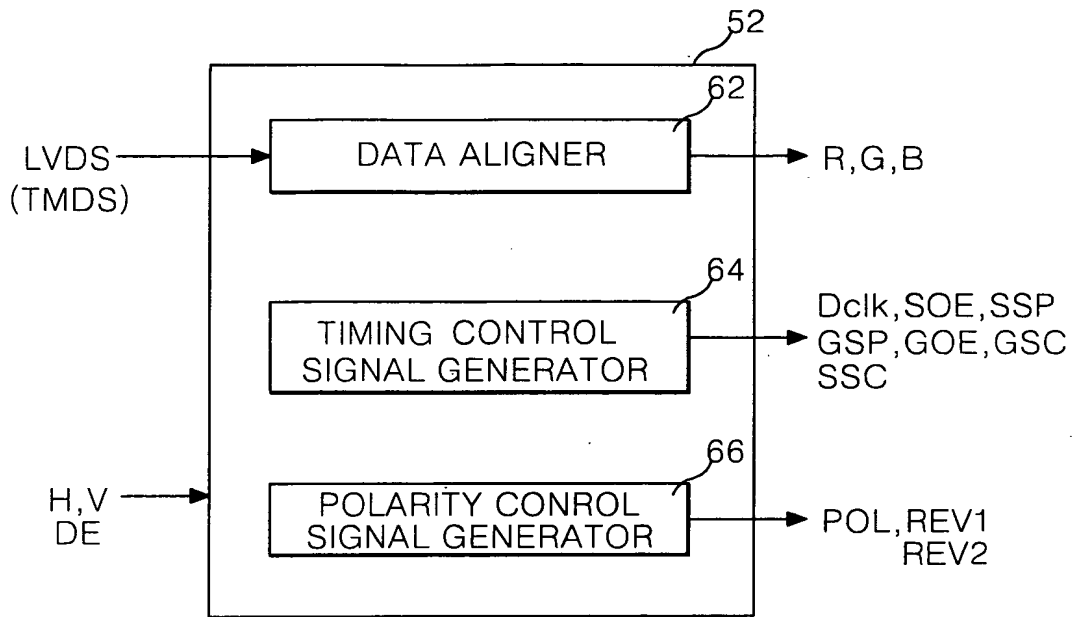 52
62
LVDS
(TMDS)
DATA ALIGNER
R,G,B
64
TIMING CONTROL
SIGNAL GENERATOR
Dclk,SOE,SSP
GSP,GOE,GSC
SSC
66
H,V
DE
POLARITY CONROL
SIGNAL GENERATOR
POL,REV1
REV2